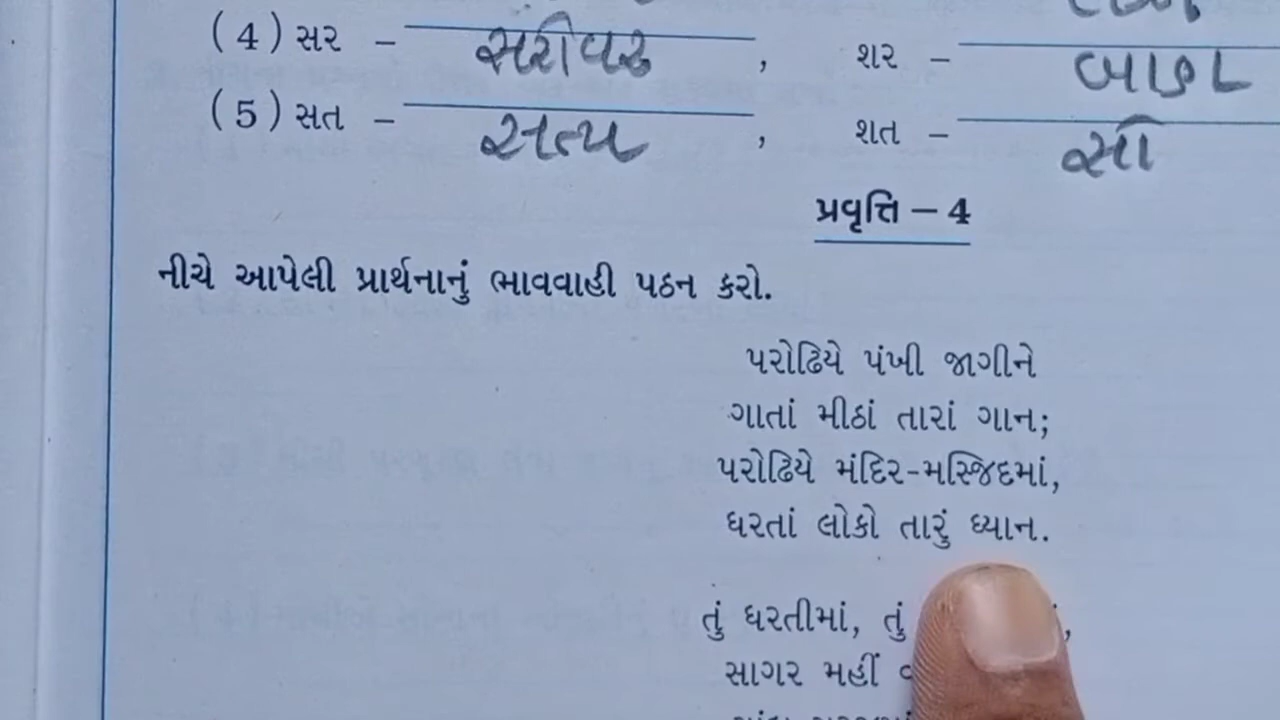 (4) સર – સરોવર, શર – બાણ
(5) સત – સત્ય, શત – સો
પ્રવૃત્તિ – 4
નીચે આપેલી પ્રાર્થનાનું ભાવવાહી પઠન કરો.
પરોઢિયે પંખી જાગીને
ગાતાં મીઠાં તારાં ગાન;
પરોઢિયે મંદિર-મસ્જિદમાં,
ધરતાં લોકો તારું ધ્યાન.
તું ધરતીમાં, તું
સાગર મહીં